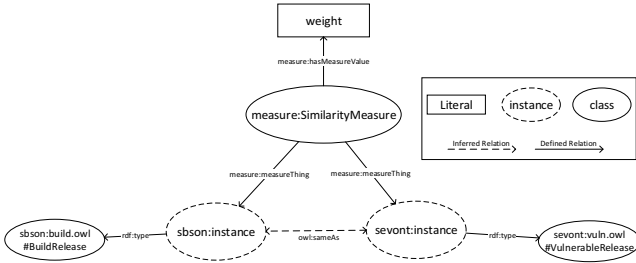 weight
measure:hasMeasureValue
measure:SimilarityMeasure
Literal
instance
class
Inferred Relation
Defined Relation
measure:measureThing
measure:measureThing
sbson:build.owl
#BuildRelease
rdf:type
sbson:instance
owl:sameAs
sevont:instance
rdf:type
sevont:vuln.owl
#VulnerableRelease